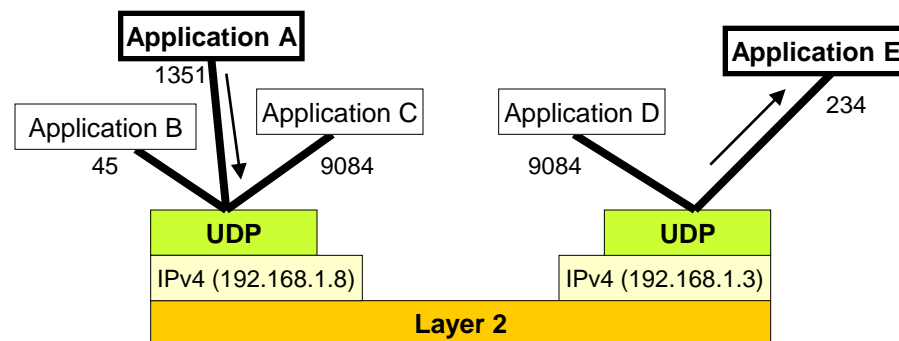 Application A
Application E
1351
Application B
Application C
Application D
234
45
9084
9084
UDP
UDP
IPv4 (192.168.1.8)
IPv4 (192.168.1.3)
Layer 2